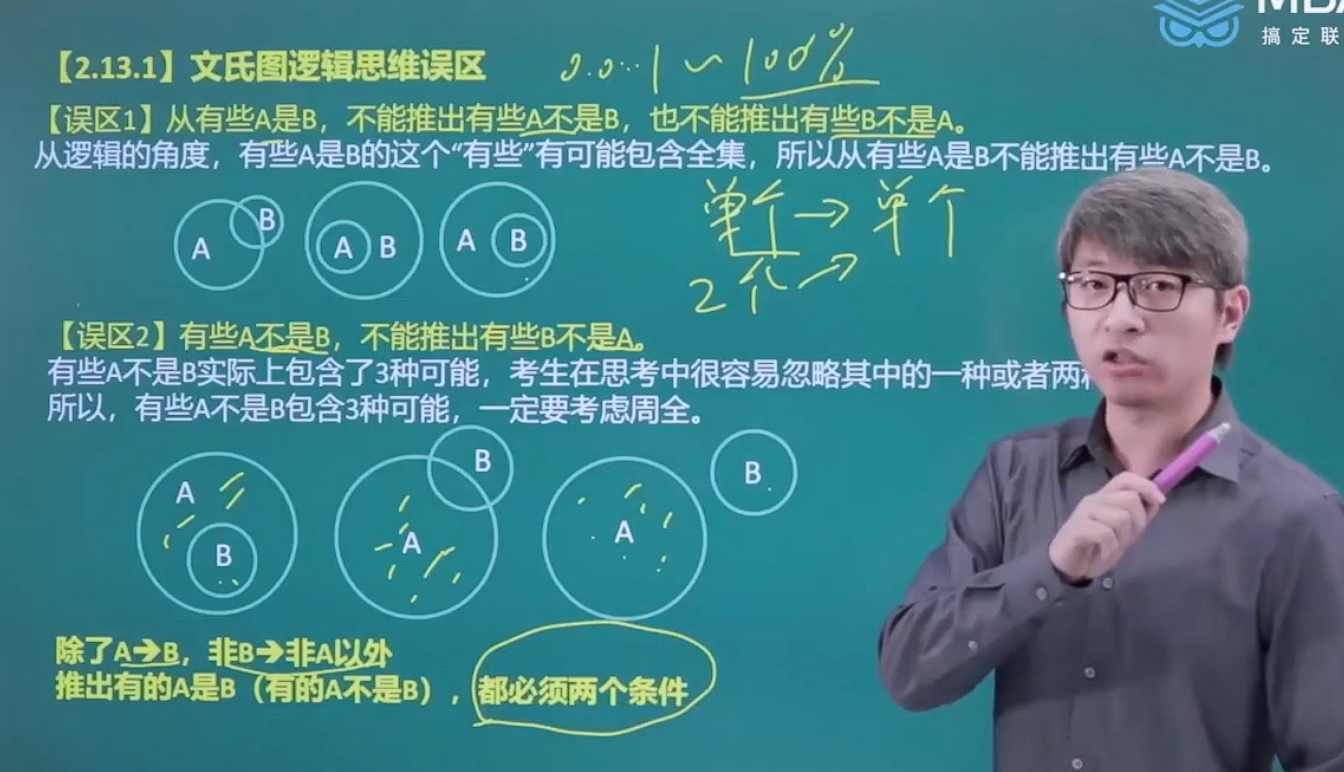 MBA
搞定联
【2.13.1】文氏图逻辑思维误区
0.0…1 ~ 100%
【误区1】从有些A是B，不能推出有些A不是B，也不能推出有些B不是A。
从逻辑的角度，有些A是B的这个“有些”有可能包含全集，所以从有些A是B不能推出有些A不是B。
A B A B A B
单个→单个
2个→
【误区2】有些A不是B，不能推出有些B不是A。
有些A不是B实际上包含了3种可能，考生在思考中很容易忽略其中的一种或者两
所以，有些A不是B包含3种可能，一定要考虑周全。
A B A B A B
除了A→B，非B→非A以外
推出有的A是B（有的A不是B），都必须两个条件